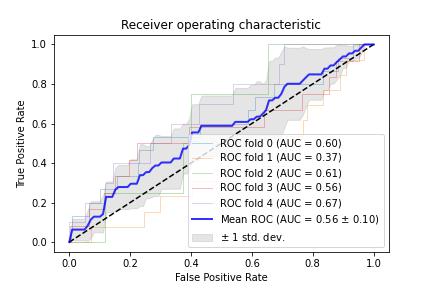 Receiver operating characteristic
True Positive Rate
1.0
0.8
0.6
0.4
0.2
0.0
ROC fold 0 (AUC = 0.60)
ROC fold 1 (AUC = 0.37)
ROC fold 2 (AUC = 0.61)
ROC fold 3 (AUC = 0.56)
ROC fold 4 (AUC = 0.67)
Mean ROC (AUC = 0.56 ± 0.10)
± 1 std. dev.
0.0 0.2 0.4 0.6 0.8 1.0
False Positive Rate